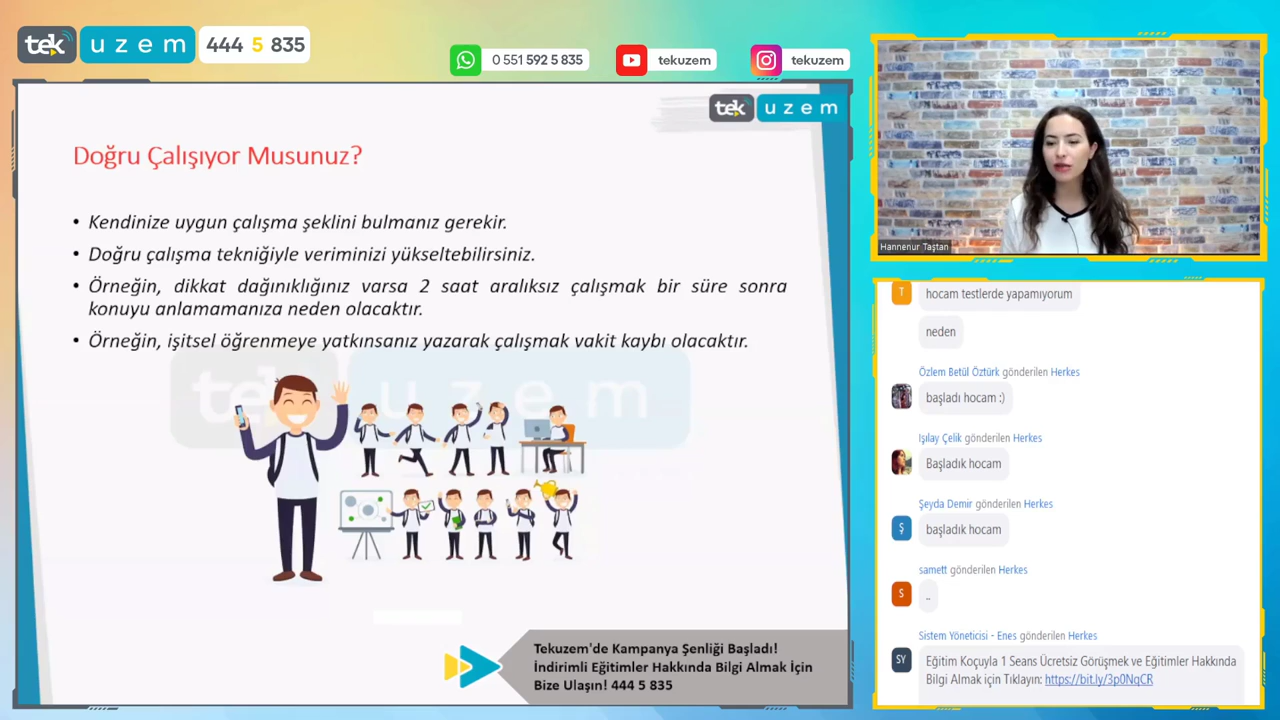 tek uzem 444 5 835
0 551 592 5 835
tekuzem
tekuzem
tek uzem
Doğru Çalışıyor Musunuz?
• Kendinize uygun çalışma şeklini bulmanız gerekir.
• Doğru çalışma tekniğiyle veriminizi yükseltebilirsiniz.
• Örneğin, dikkat dağınıklığınız varsa 2 saat aralıksız çalışmak bir süre sonra
konuyu anlamamanıza neden olacaktır.
• Örneğin, işitsel öğrenmeye yatkınsanız yazarak çalışmak vakit kaybı olacaktır.
tek uzem
Tekuzem'de Kampanya Şenliği Başladı!
İndirimli Eğitimler Hakkında Bilgi Almak İçin
Bize Ulaşın! 444 5 835
Hannenur Taştan
T
hocam testlerde yapamıyorum
neden
Özlem Betül Öztürk gönderilen Herkes
başladı hocam :)
Işılay Çelik gönderilen Herkes
Başladık hocam
Şeyda Demir gönderilen Herkes
Ş
başladık hocam
samett gönderilen Herkes
S
..
Sistem Yöneticisi - Enes gönderilen Herkes
SY
Eğitim Koçuyla 1 Seans Ücretsiz Görüşmek ve Eğitimler Hakkında
Bilgi Almak için Tıklayın: https://bit.ly/3p0NqCR